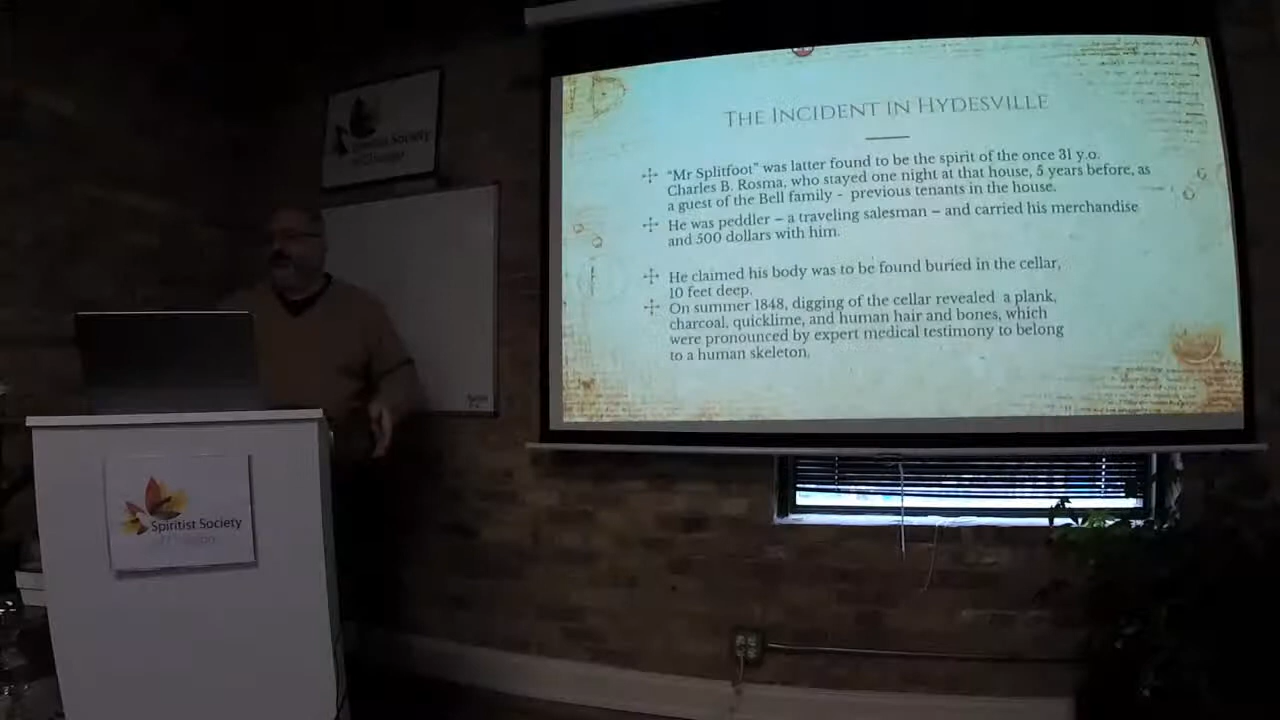 Spiritist Society
of Chicago
THE INCIDENT IN HYDESVILLE
"Mr Splitfoot" was latter found to be the spirit of the once 31 y.o.
Charles B. Rosma, who stayed one night at that house, 5 years before, as
a guest of the Bell family - previous tenants in the house.
He was peddler – a traveling salesman – and carried his merchandise
and 500 dollars with him.
He claimed his body was to be found buried in the cellar,
10 feet deep.
On summer 1848, digging of the cellar revealed a plank,
charcoal, quicklime, and human hair and bones, which
were pronounced by expert medical testimony to belong
to a human skeleton.
Spiritist Society
of Chicago